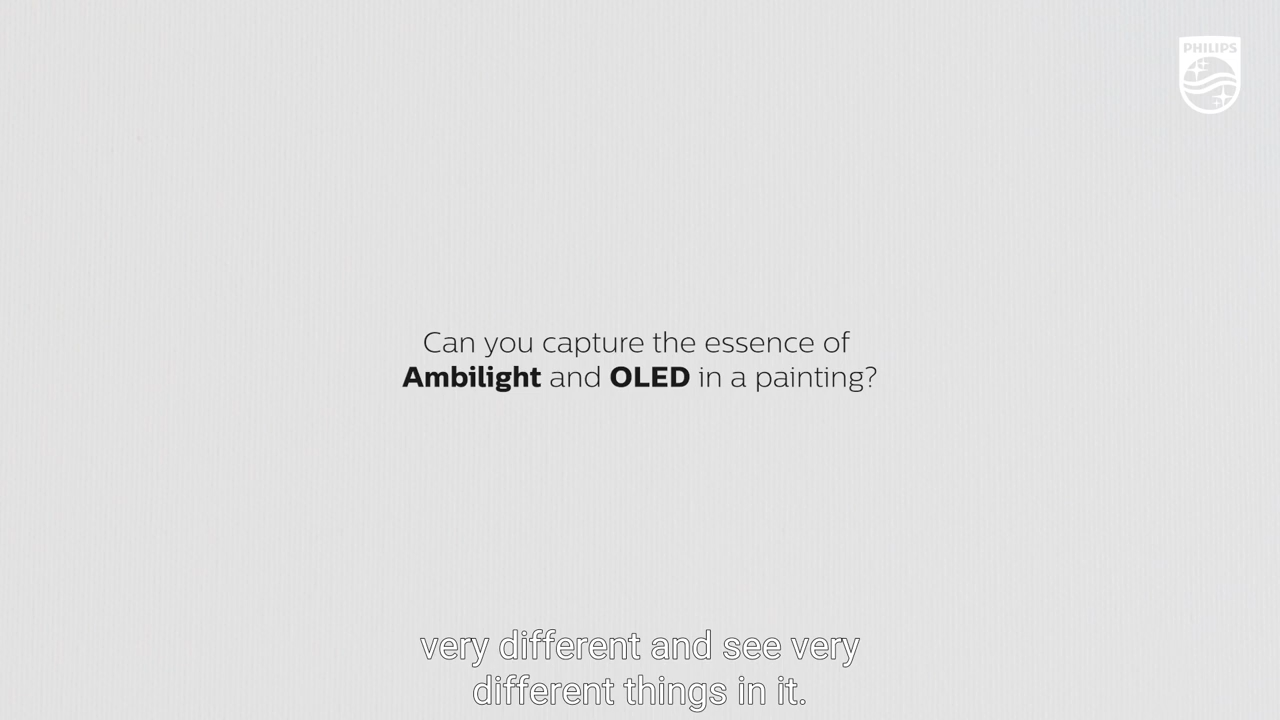 PHILIPS
Can you capture the essence of
Ambilight and OLED in a painting?
very different and see very
different things in it.